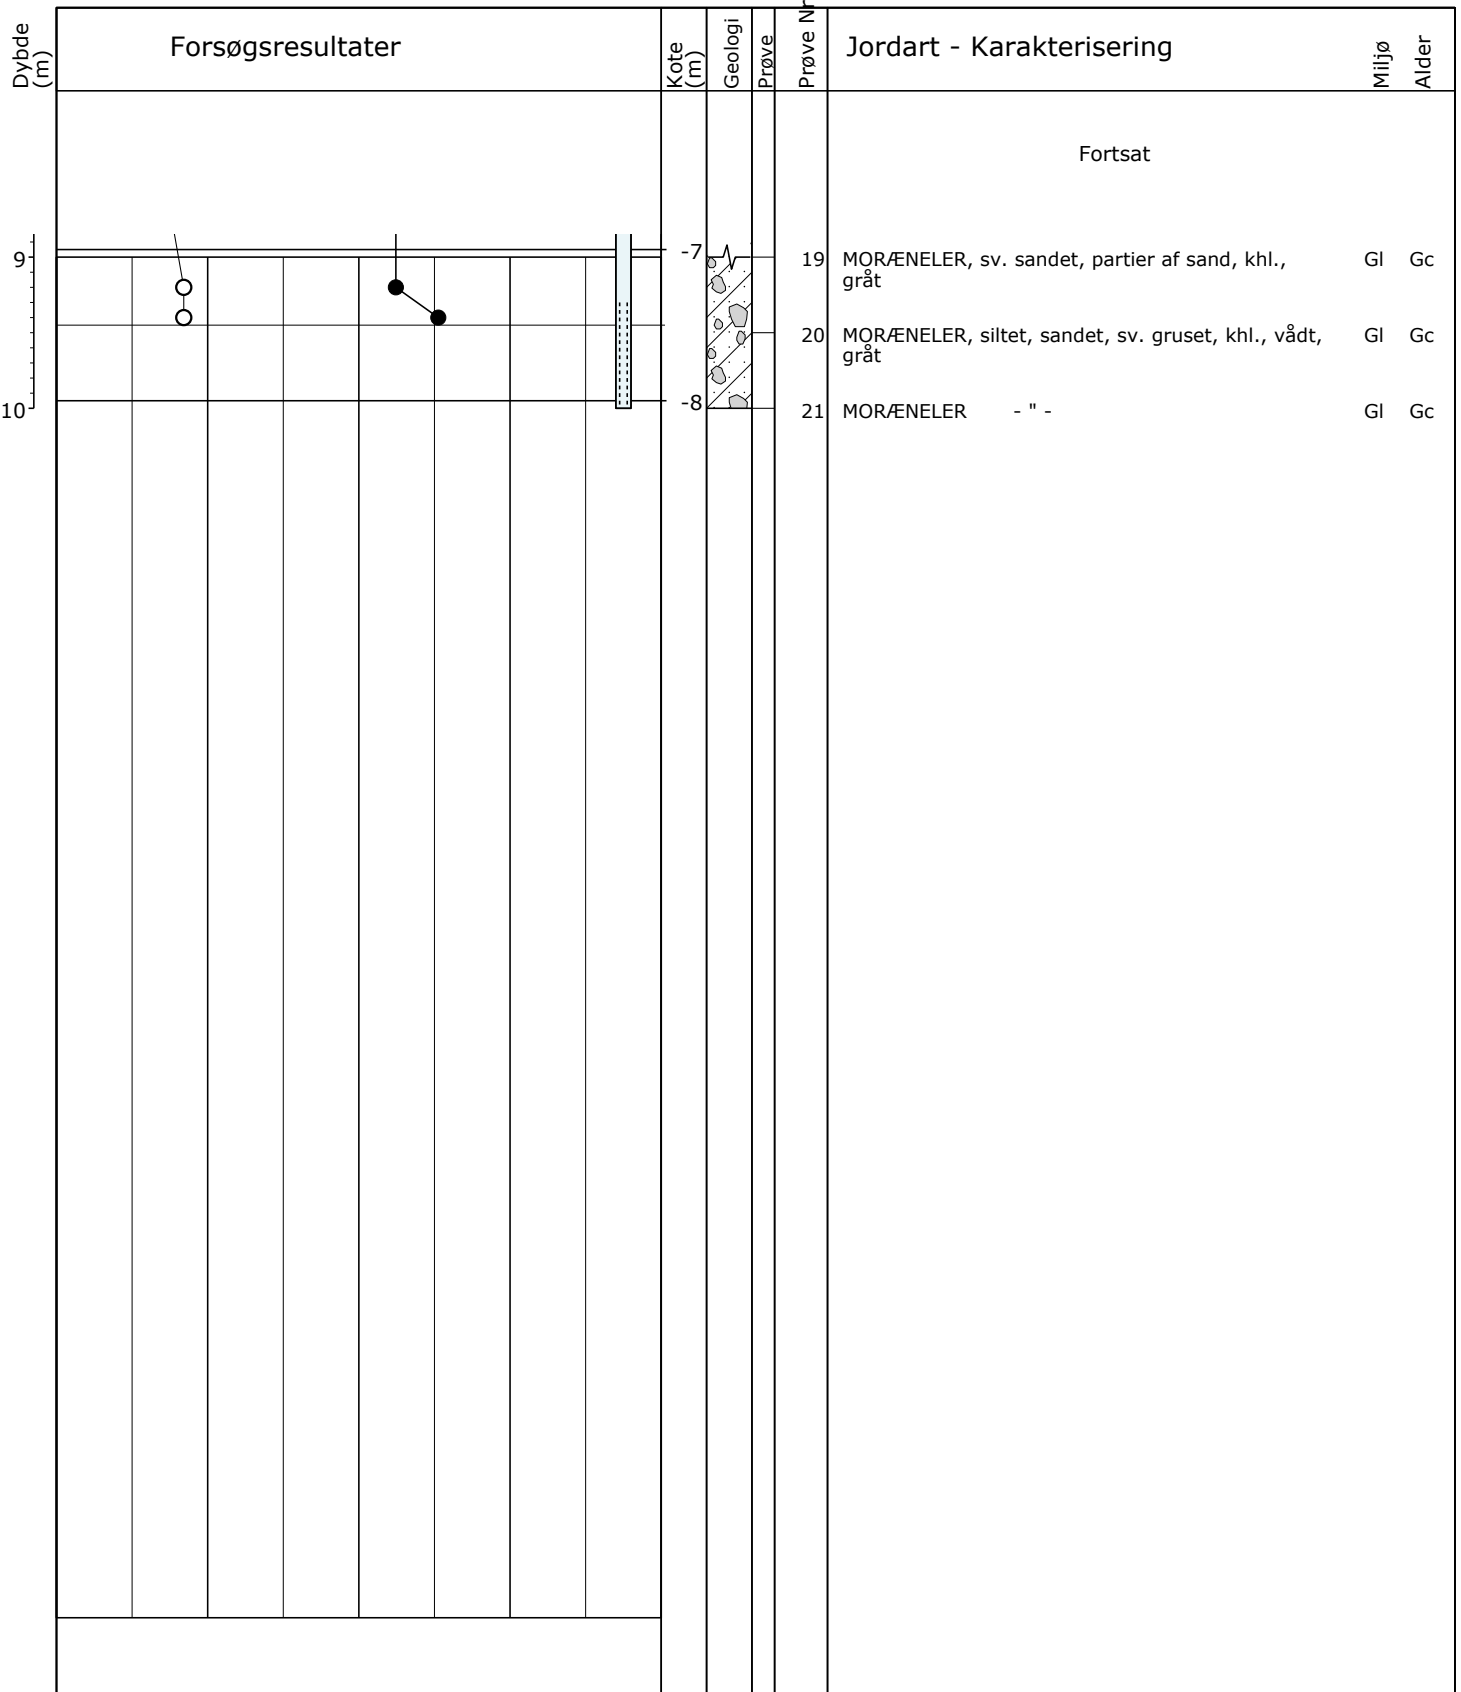 Dybde
(m)
Forsøgsresultater
Kote
(m)
Geologi
Prøve
Prøve Nr
Jordart - Karakterisering
Miljø
Alder
Fortsat
9
-7
19
MORÆNELER, sv. sandet, partier af sand, khl.,
gråt
Gl
Gc
20
MORÆNELER, siltet, sandet, sv. gruset, khl., vådt,
gråt
Gl
Gc
10
-8
21
MORÆNELER - " -
Gl
Gc